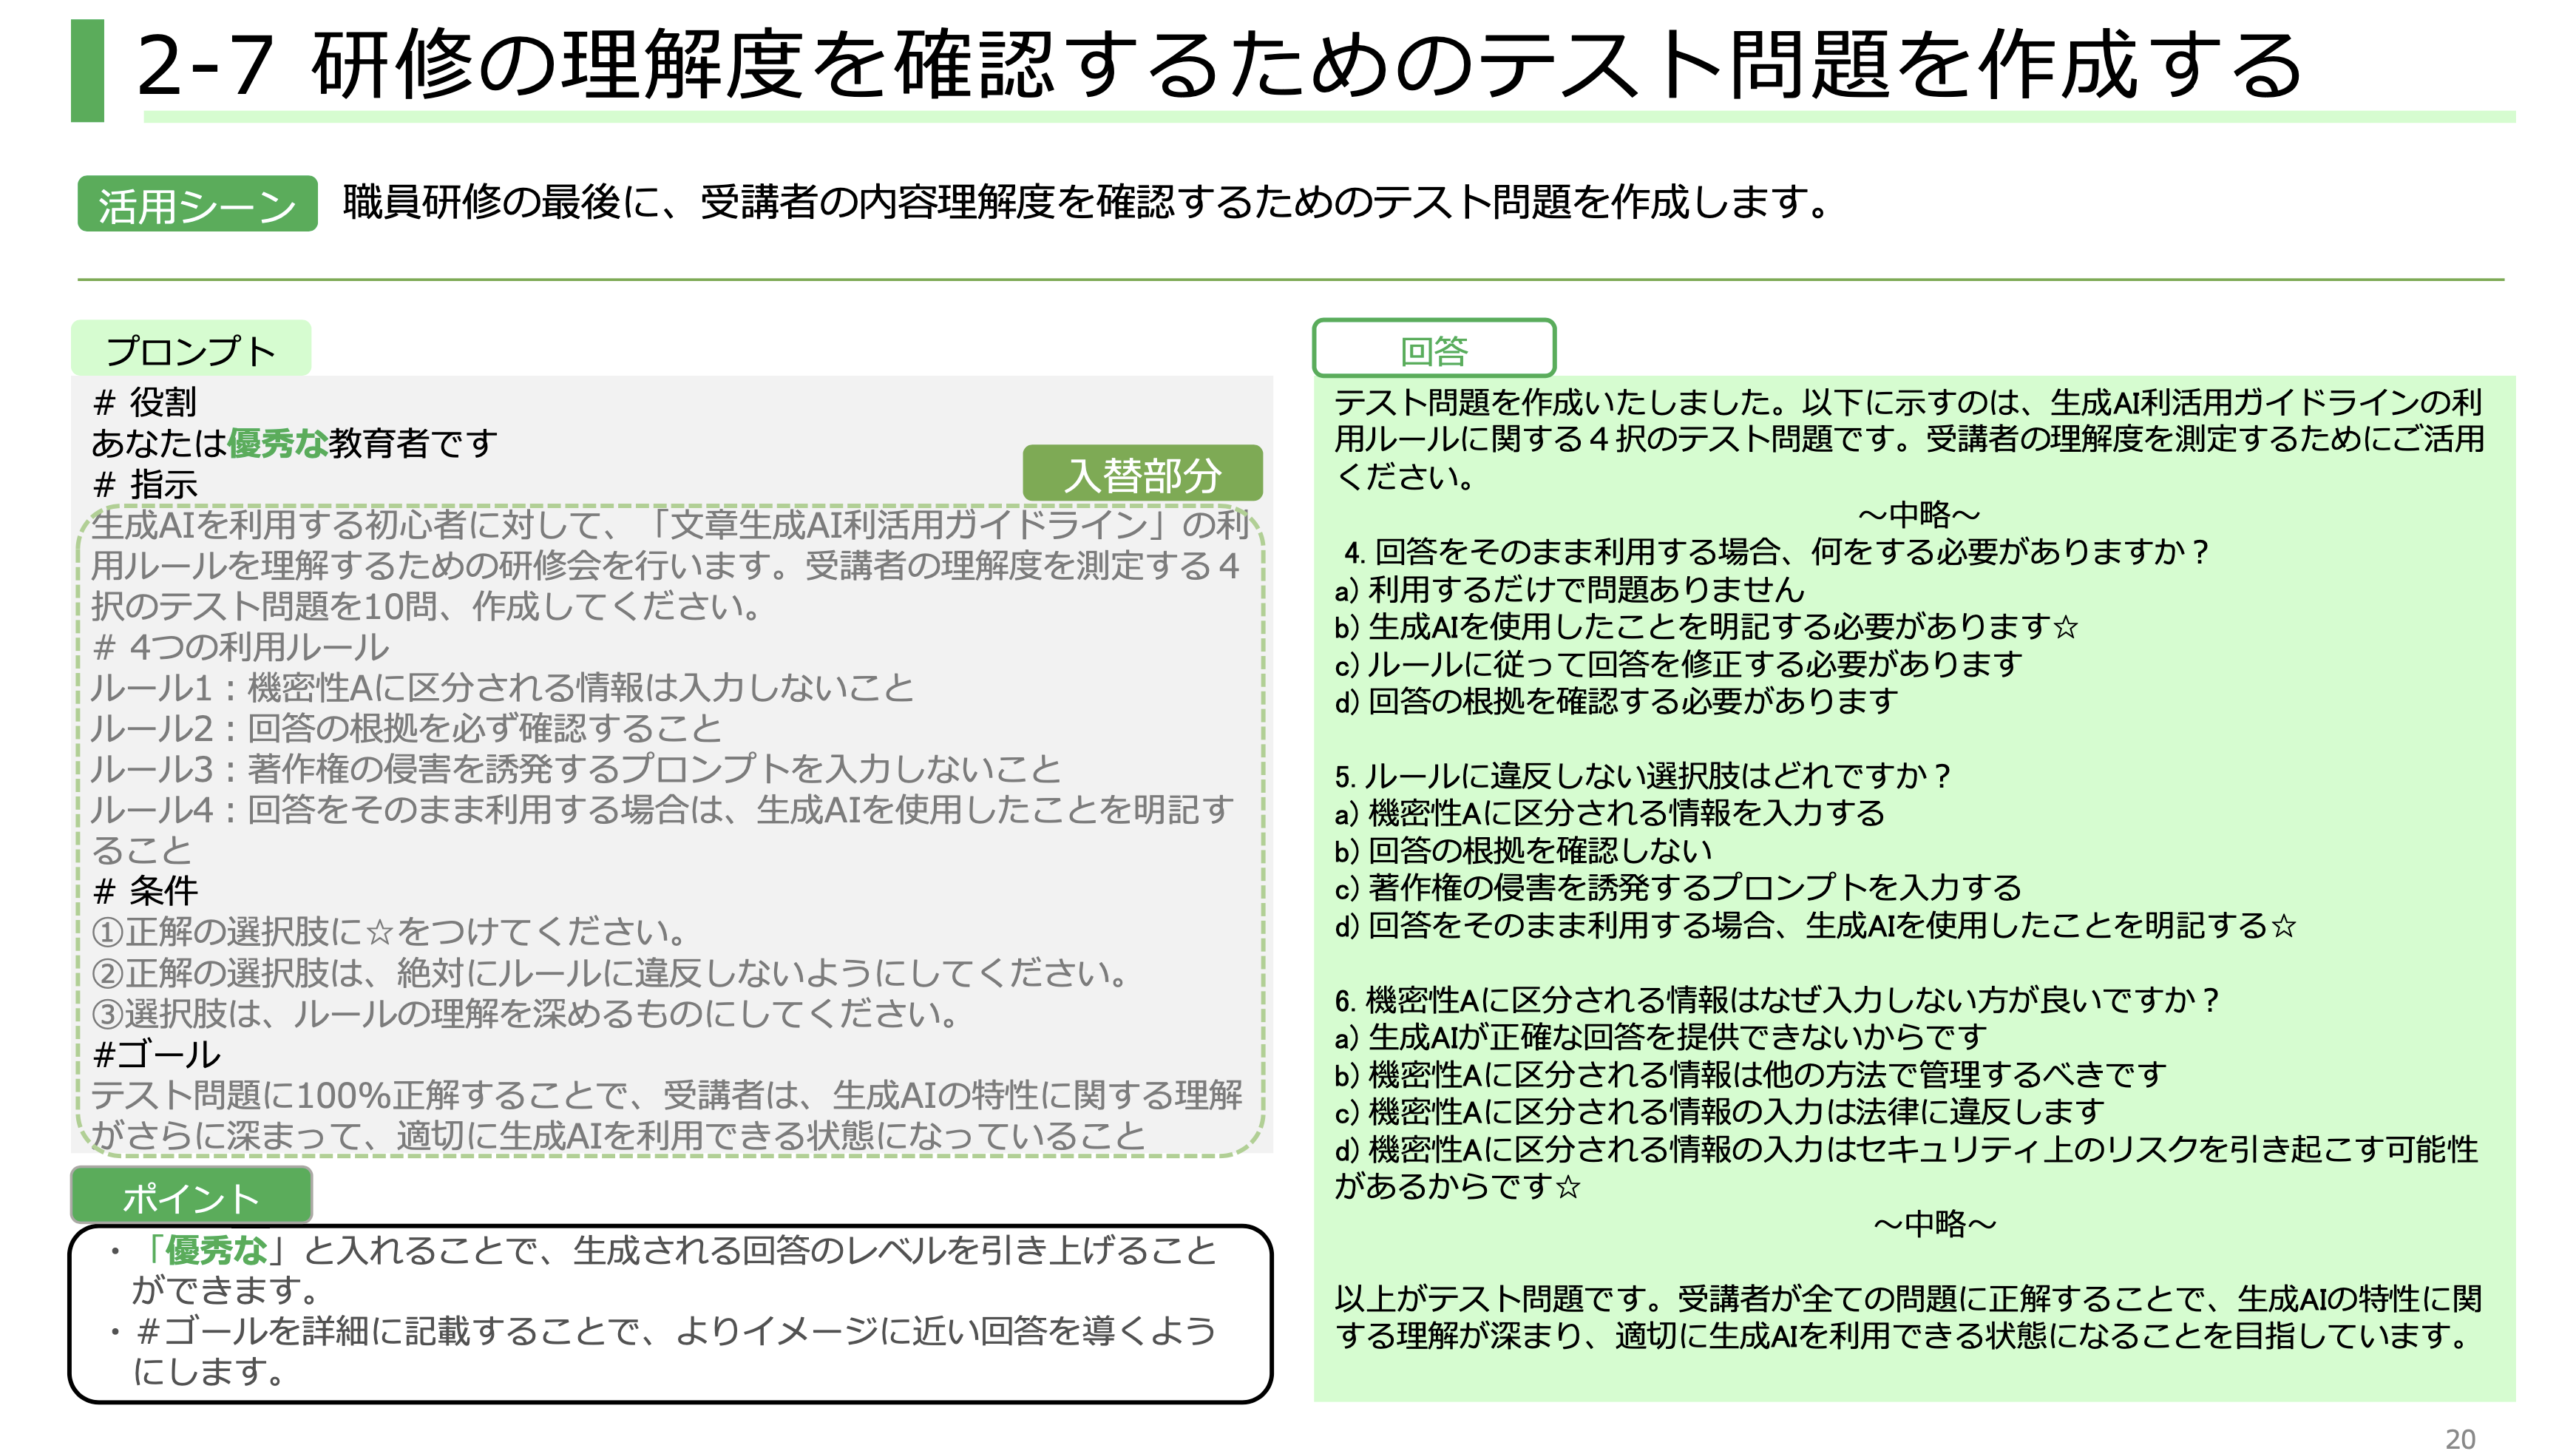 2-7 研修の理解度を確認するためのテスト問題を作成する
活用シーン
職員研修の最後に、受講者の内容理解度を確認するためのテスト問題を作成します。
プロンプト
# 役割
あなたは優秀な教育者です
# 指示
入替部分
生成AIを利用する初心者に対して、「文章生成AI利活用ガイドライン」の利
用ルールを理解するための研修会を行います。受講者の理解度を測定する４
択のテスト問題を10問、作成してください。
# 4つの利用ルール
ルール1：機密性Aに区分される情報は入力しないこと
ルール2：回答の根拠を必ず確認すること
ルール3：著作権の侵害を誘発するプロンプトを入力しないこと
ルール4：回答をそのまま利用する場合は、生成AIを使用したことを明記す
ること
# 条件
①正解の選択肢に☆をつけてください。
②正解の選択肢は、絶対にルールに違反しないようにしてください。
③選択肢は、ルールの理解を深めるものにしてください。
#ゴール
テスト問題に100%正解することで、受講者は、生成AIの特性に関する理解
がさらに深まって、適切に生成AIを利用できる状態になっていること
ポイント
・「優秀な」と入れることで、生成される回答のレベルを引き上げること
ができます。
・#ゴールを詳細に記載することで、よりイメージに近い回答を導くよう
にします。
回答
テスト問題を作成いたしました。以下に示すのは、生成AI利活用ガイドラインの利
用ルールに関する４択のテスト問題です。受講者の理解度を測定するためにご活用
ください。
～中略～
4. 回答をそのまま利用する場合、何をする必要がありますか？
a) 利用するだけで問題ありません
b) 生成AIを使用したことを明記する必要があります☆
c) ルールに従って回答を修正する必要があります
d) 回答の根拠を確認する必要があります
5. ルールに違反しない選択肢はどれですか？
a) 機密性Aに区分される情報を入力する
b) 回答の根拠を確認しない
c) 著作権の侵害を誘発するプロンプトを入力する
d) 回答をそのまま利用する場合、生成AIを使用したことを明記する☆
6. 機密性Aに区分される情報はなぜ入力しない方が良いですか？
a) 生成AIが正確な回答を提供できないからです
b) 機密性Aに区分される情報は他の方法で管理するべきです
c) 機密性Aに区分される情報の入力は法律に違反します
d) 機密性Aに区分される情報の入力はセキュリティ上のリスクを引き起こす可能性
があるからです☆
～中略～
以上がテスト問題です。受講者が全ての問題に正解することで、生成AIの特性に関
する理解が深まり、適切に生成AIを利用できる状態になることを目指しています。
20